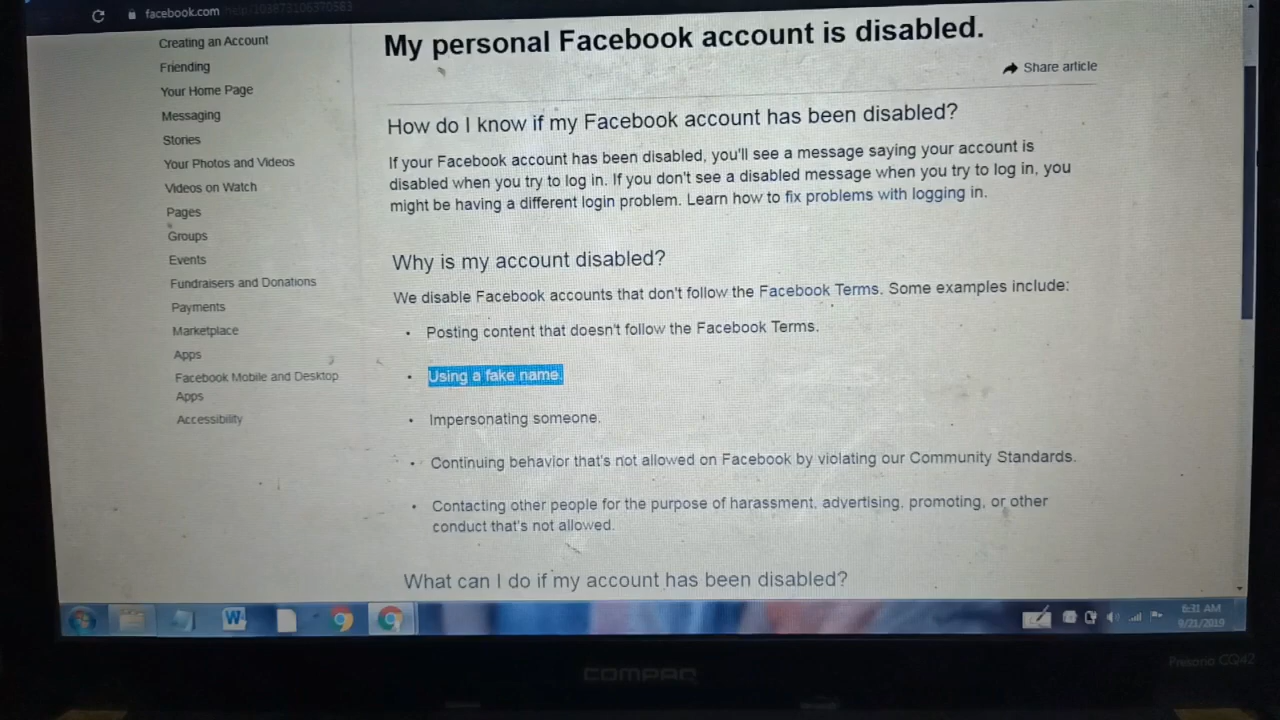 facebook.com/help/103873106370583
My personal Facebook account is disabled.
Share article
Creating an Account
Friending
Your Home Page
Messaging
Stories
Your Photos and Videos
Videos on Watch
Pages
Groups
Events
Fundraisers and Donations
Payments
Marketplace
Apps
Facebook Mobile and Desktop
Apps
Accessibility
How do I know if my Facebook account has been disabled?
If your Facebook account has been disabled, you'll see a message saying your account is
disabled when you try to log in. If you don't see a disabled message when you try to log in, you
might be having a different login problem. Learn how to fix problems with logging in.
Why is my account disabled?
We disable Facebook accounts that don't follow the Facebook Terms. Some examples include:
• Posting content that doesn't follow the Facebook Terms.
• Using a fake name.
• Impersonating someone.
• Continuing behavior that's not allowed on Facebook by violating our Community Standards.
• Contacting other people for the purpose of harassment, advertising, promoting, or other
conduct that's not allowed.
What can I do if my account has been disabled?
W
6:31 AM
9/21/2019
COMPAQ
Presario CQ42